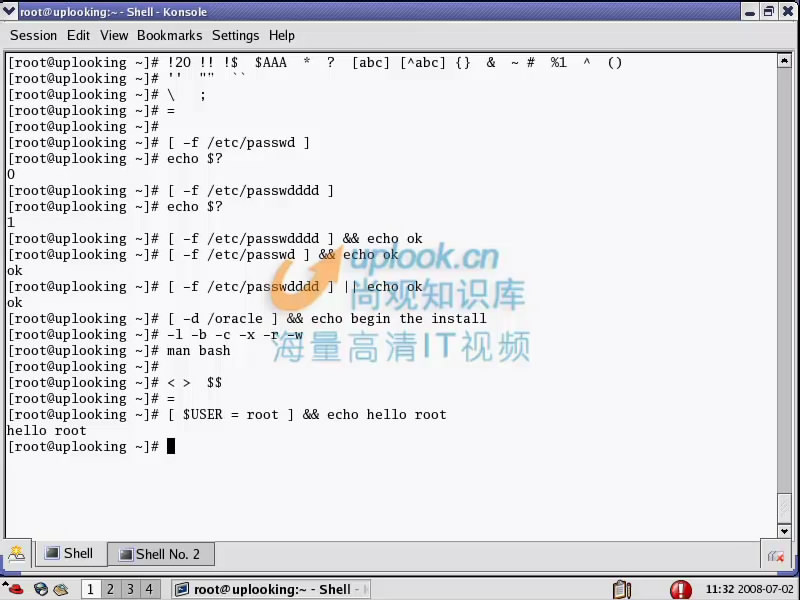 root@uplooking:~ - Shell - Konsole
Session Edit View Bookmarks Settings Help
[root@uplooking ~]# !20 !! !$ $AAA * ? [abc] [^abc] {} & ~ # %1 ^ ()
[root@uplooking ~]# '' "" ``
[root@uplooking ~]# \ ;
[root@uplooking ~]# =
[root@uplooking ~]#
[root@uplooking ~]# [ -f /etc/passwd ]
[root@uplooking ~]# echo $?
0
[root@uplooking ~]# [ -f /etc/passwdddd ]
[root@uplooking ~]# echo $?
1
[root@uplooking ~]# [ -f /etc/passwdddd ] && echo ok
[root@uplooking ~]# [ -f /etc/passwd ] && echo ok
ok
[root@uplooking ~]# [ -f /etc/passwdddd ] || echo ok
ok
[root@uplooking ~]# [ -d /oracle ] && echo begin the install
[root@uplooking ~]# -l -b -c -x -r -w
[root@uplooking ~]# man bash
[root@uplooking ~]#
[root@uplooking ~]# < > $$
[root@uplooking ~]# =
[root@uplooking ~]# [ $USER = root ] && echo hello root
hello root
[root@uplooking ~]#
uplook.cn
尚观知识库
海量高清IT视频
Shell Shell No. 2
1 2 3 4 root@uplooking:~ - Shell - 11:32 2008-07-02